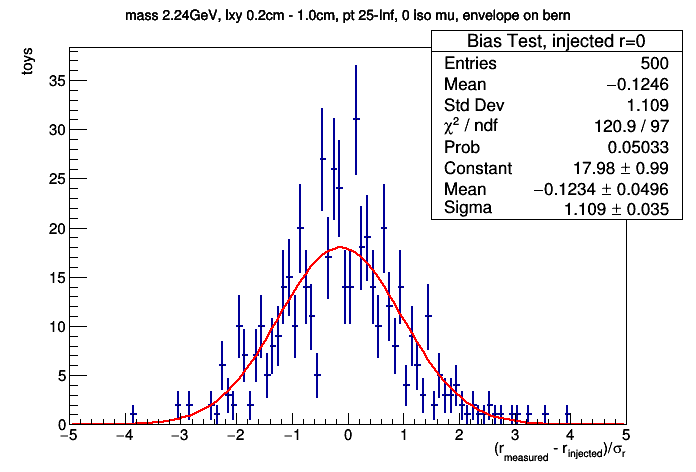 mass 2.24GeV, lxy 0.2cm - 1.0cm, pt 25-Inf, 0 Iso mu, envelope on bern
Bias Test, injected r=0
Entries 500
Mean −0.1246
Std Dev 1.109
χ² / ndf 120.9 / 97
Prob 0.05033
Constant 17.98 ± 0.99
Mean −0.1234 ± 0.0496
Sigma 1.109 ± 0.035
toys
35
30
25
20
15
10
5
0
−5 −4 −3 −2 −1 0 1 2 3 4 5
(r_measured - r_injected)/σ_r